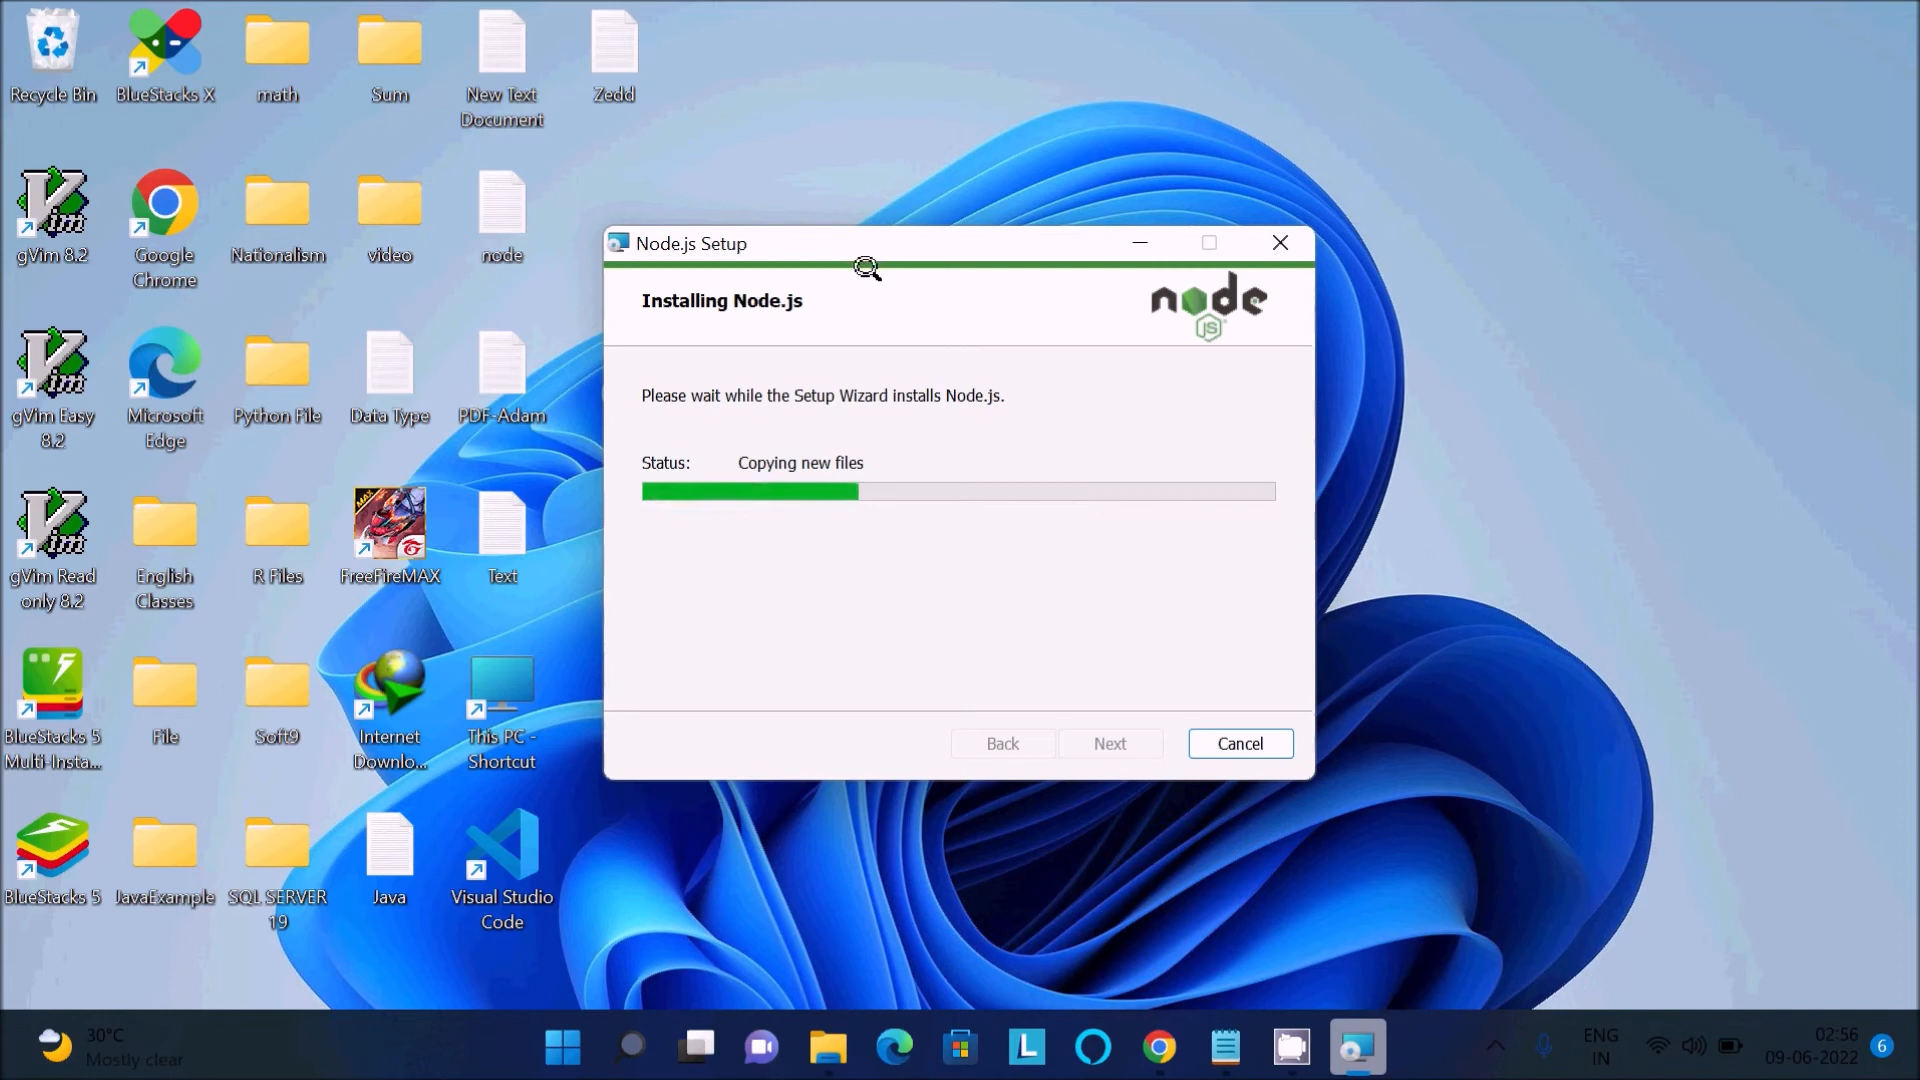 Recycle Bin
BlueStacks X
math
Sum
New Text
Document
Zedd
gVim 8.2
Google
Chrome
Nationalism
video
node
gVim Easy
8.2
Microsoft
Edge
Python File
Data Type
PDF-Adam
gVim Read
only 8.2
English
Classes
R Files
MAX
FreeFireMAX
Text
BlueStacks 5
Multi-Insta...
File
Soft9
Internet
Downlo...
This PC -
Shortcut
BlueStacks 5
JavaExample
SQL SERVER
19
Java
Visual Studio
Code
Node.js Setup
Installing Node.js
node
JS
Please wait while the Setup Wizard installs Node.js.
Status: Copying new files
Back
Next
Cancel
30°C
Mostly clear
L
ENG
IN
02:56
09-06-2022
6